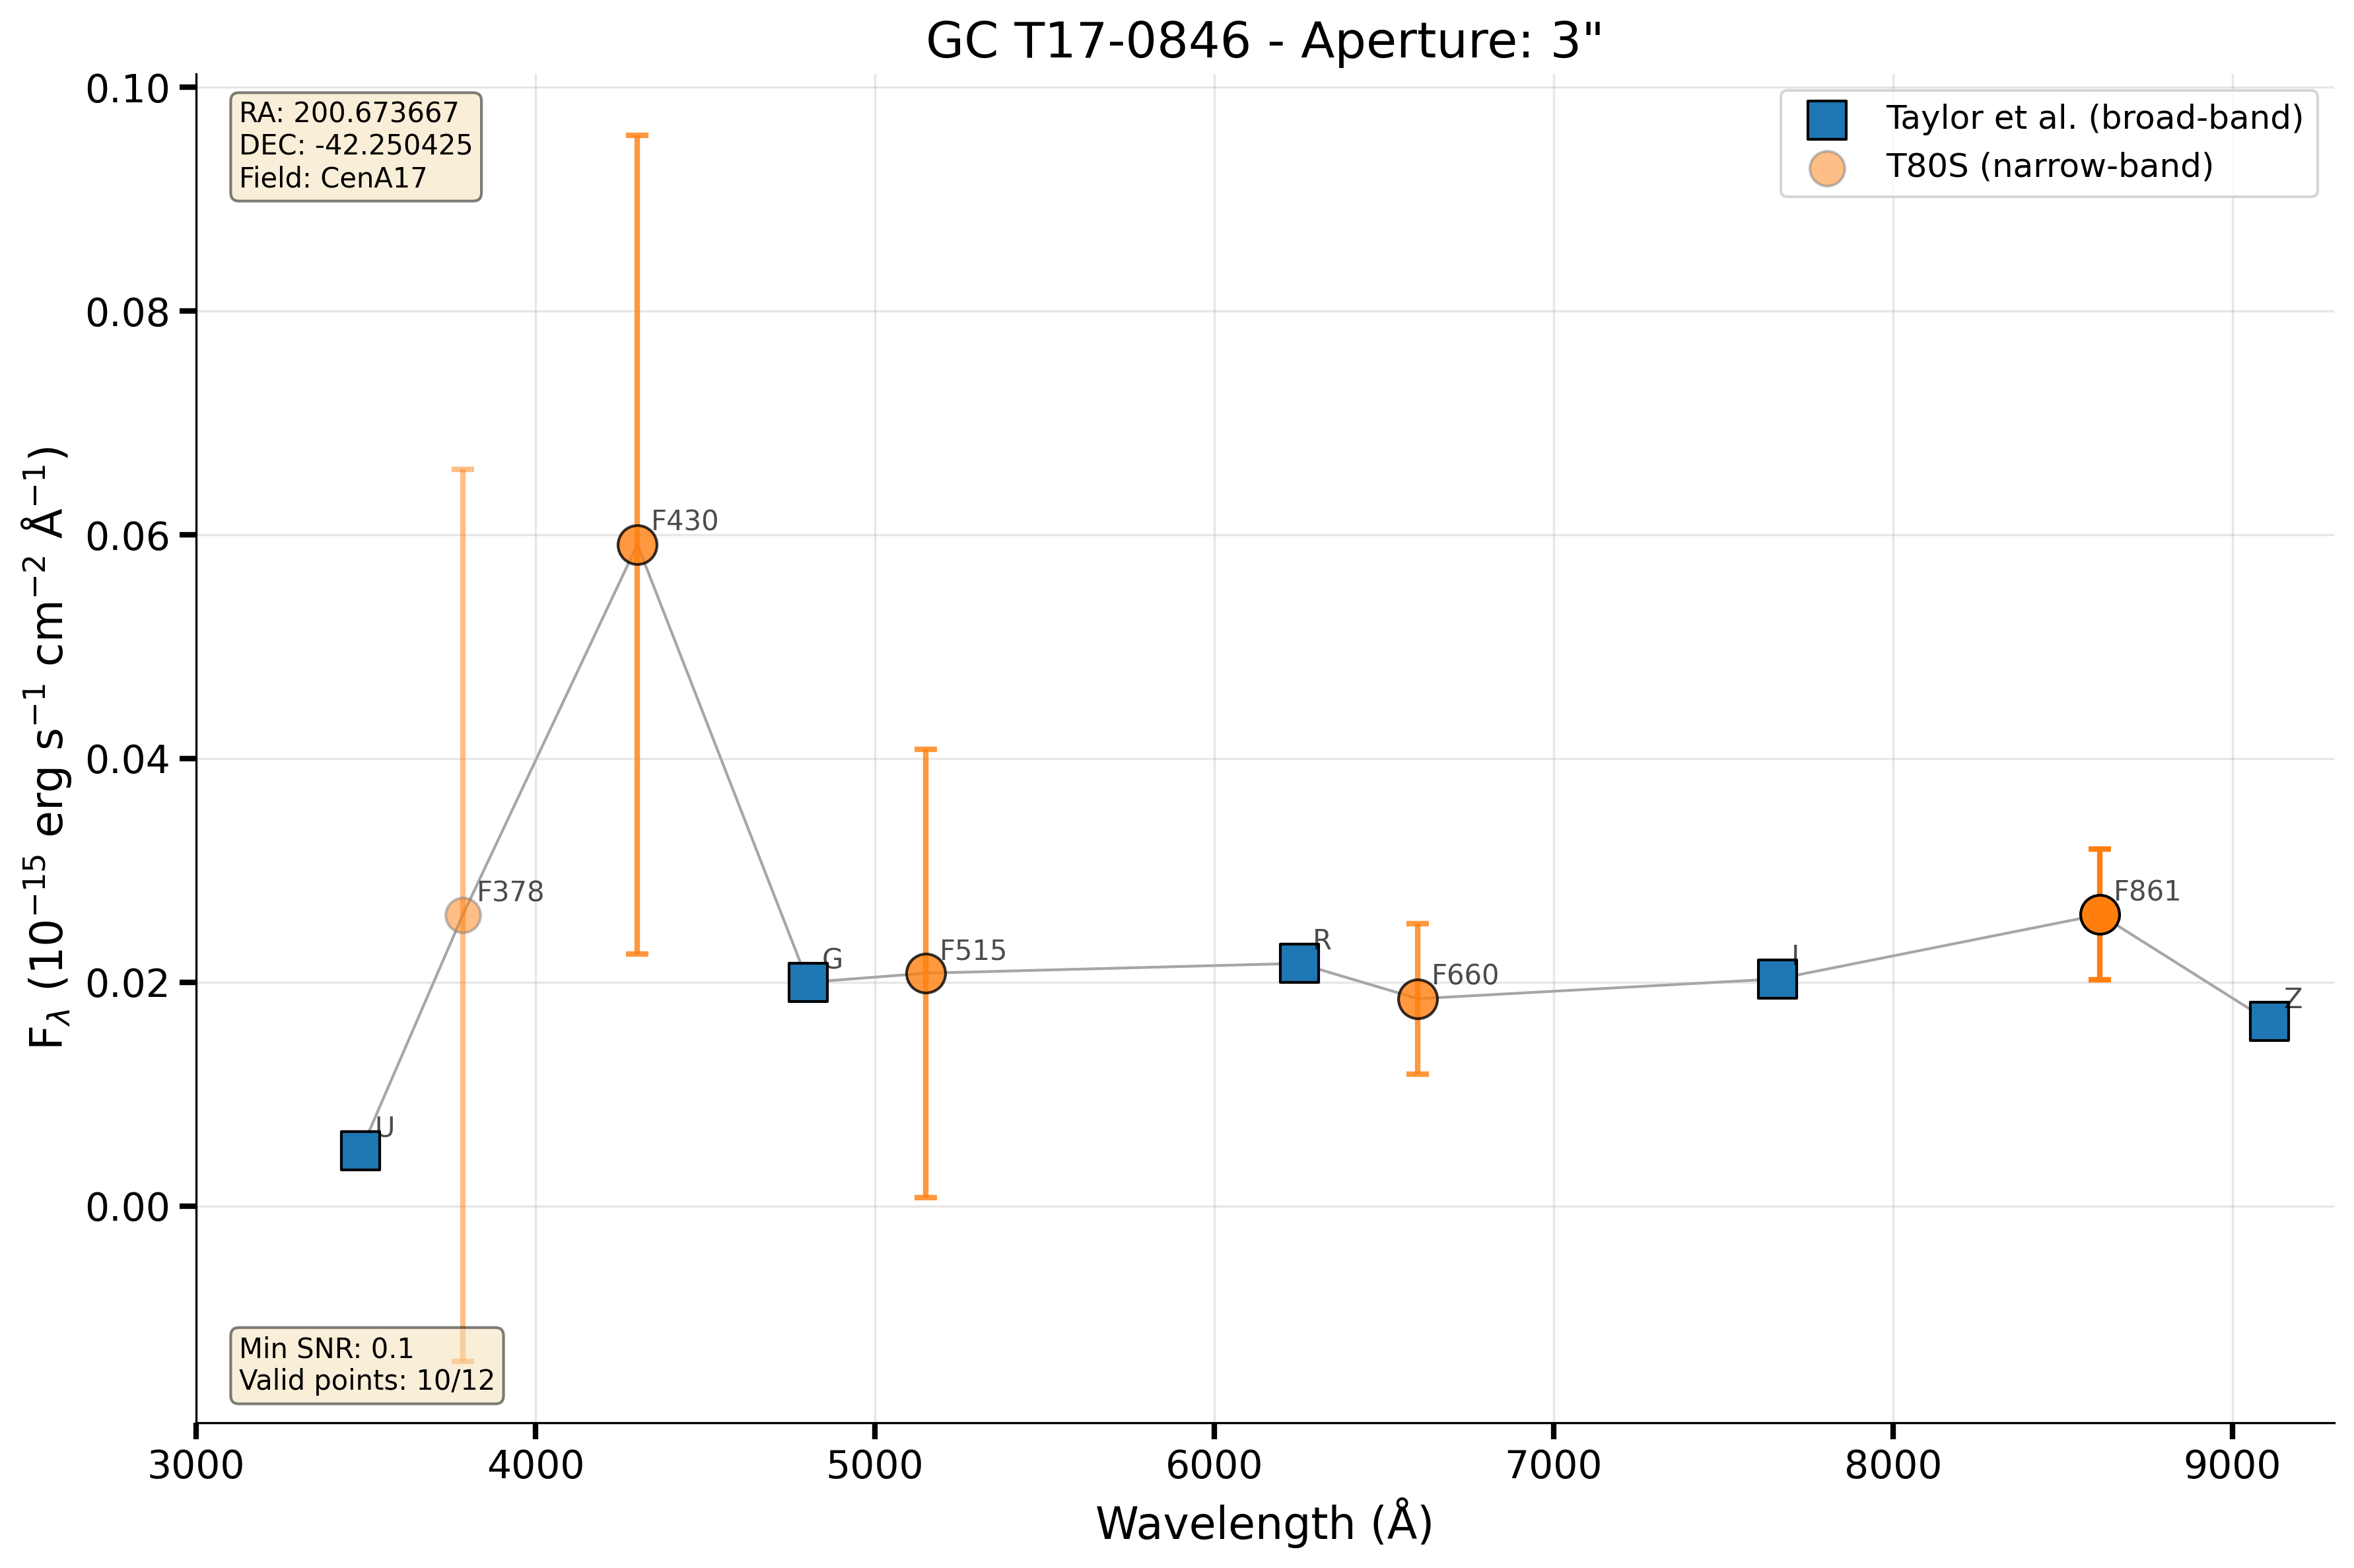 GC T17-0846 - Aperture: 3"
RA: 200.673667
DEC: -42.250425
Field: CenA17
Taylor et al. (broad-band)
T80S (narrow-band)
F$_{λ}$ (10$^{−15}$ erg s$^{−1}$ cm$^{−2}$ Å$^{−1}$)
0.10
0.08
0.06
0.04
0.02
0.00
U
F378
F430
G
F515
R
F660
I
F861
Z
Min SNR: 0.1
Valid points: 10/12
3000
4000
5000
6000
7000
8000
9000
Wavelength (Å)